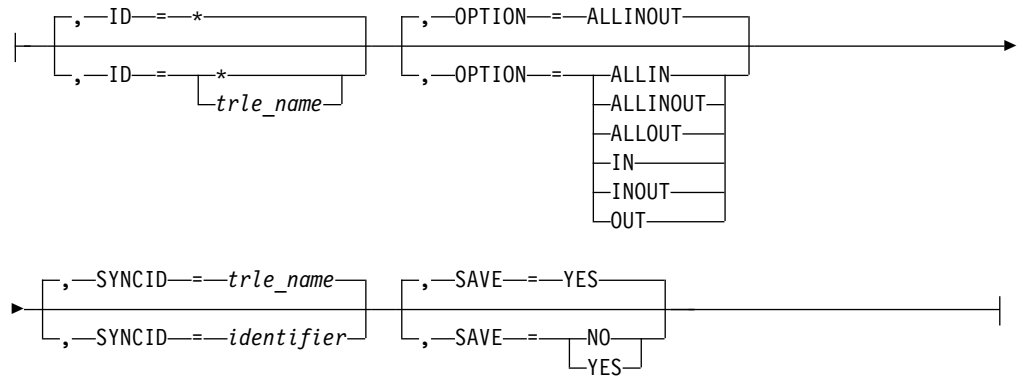 , ID = * , OPTION = ALLINOUT
, ID = * , OPTION = ALLIN
trle_name ALLINOUT
ALLOUT
IN
INOUT
OUT
, SYNCID = trle_name , SAVE = YES
, SYNCID = identifier , SAVE = NO
YES